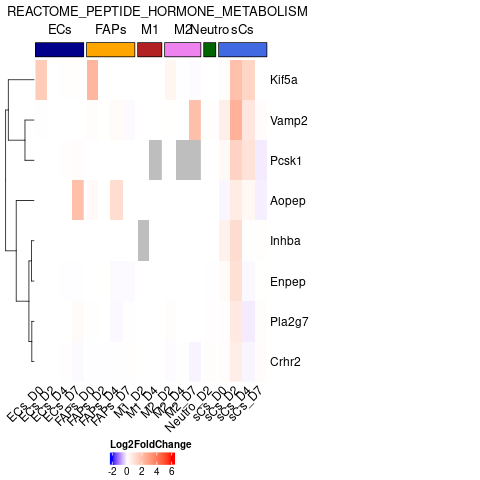 REACTOME_PEPTIDE_HORMONE_METABOLISM
ECs FAPs M1 M2 Neutro sCs
Kif5a
Vamp2
Pcsk1
Aopep
Inhba
Enpep
Pla2g7
Crhr2
ECs_D0 ECs_D2 ECs_D4 ECs_D7 FAPs_D0 FAPs_D2 FAPs_D4 FAPs_D7 M1_D2 M1_D4 M2_D2 M2_D4 M2_D7 Neutro_D2 sCs_D0 sCs_D2 sCs_D4 sCs_D7
Log2FoldChange
-2 0 2 4 6